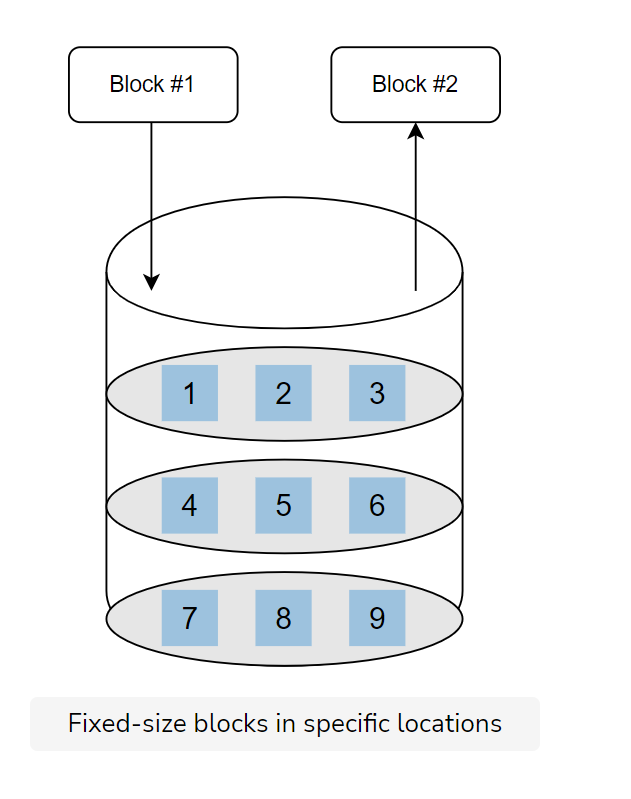 Block #1
Block #2
1 2 3
4 5 6
7 8 9
Fixed-size blocks in specific locations